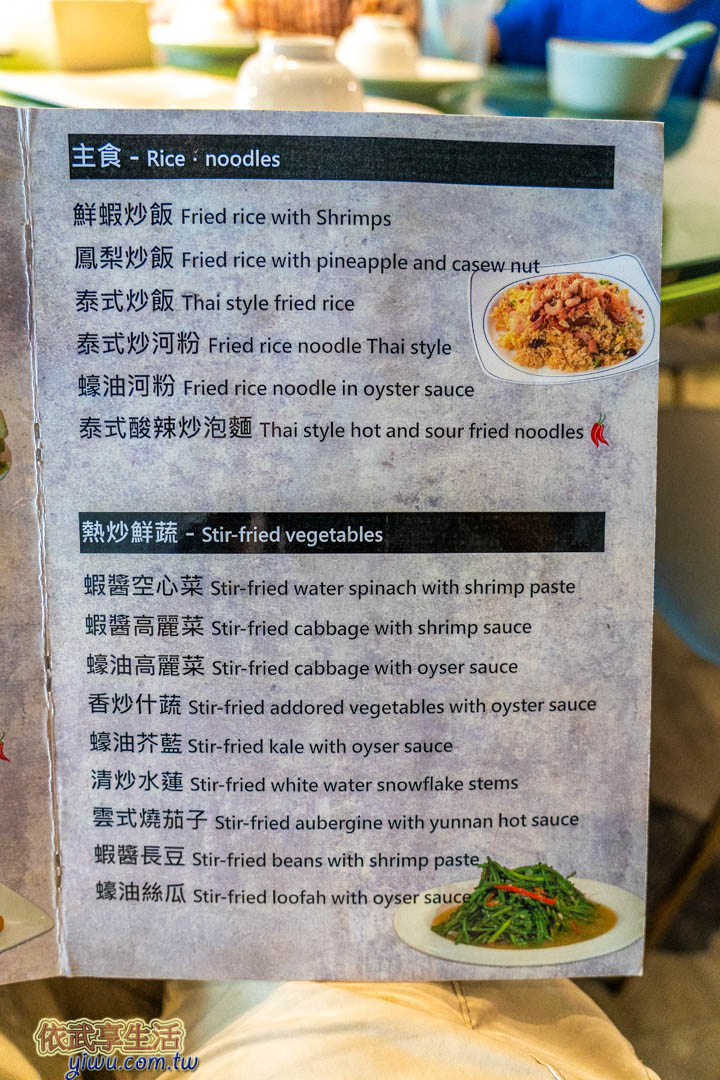 主食 - Rice · noodles
鮮蝦炒飯 Fried rice with Shrimps
鳳梨炒飯 Fried rice with pineapple and casew nut
泰式炒飯 Thai style fried rice
泰式炒河粉 Fried rice noodle Thai style
蠔油河粉 Fried rice noodle in oyster sauce
泰式酸辣炒泡麵 Thai style hot and sour fried noodles
熱炒鮮蔬 - Stir-fried vegetables
蝦醬空心菜 Stir-fried water spinach with shrimp paste
蝦醬高麗菜 Stir-fried cabbage with shrimp sauce
蠔油高麗菜 Stir-fried cabbage with oyser sauce
香炒什蔬 Stir-fried addored vegetables with oyster sauce
蠔油芥藍 Stir-fried kale with oyser sauce
清炒水蓮 Stir-fried white water snowflake stems
雲式燒茄子 Stir-fried aubergine with yunnan hot sauce
蝦醬長豆 Stir-fried beans with shrimp paste
蠔油絲瓜 Stir-fried loofah with oyser sauce
依武享生活
yiwu.com.tw